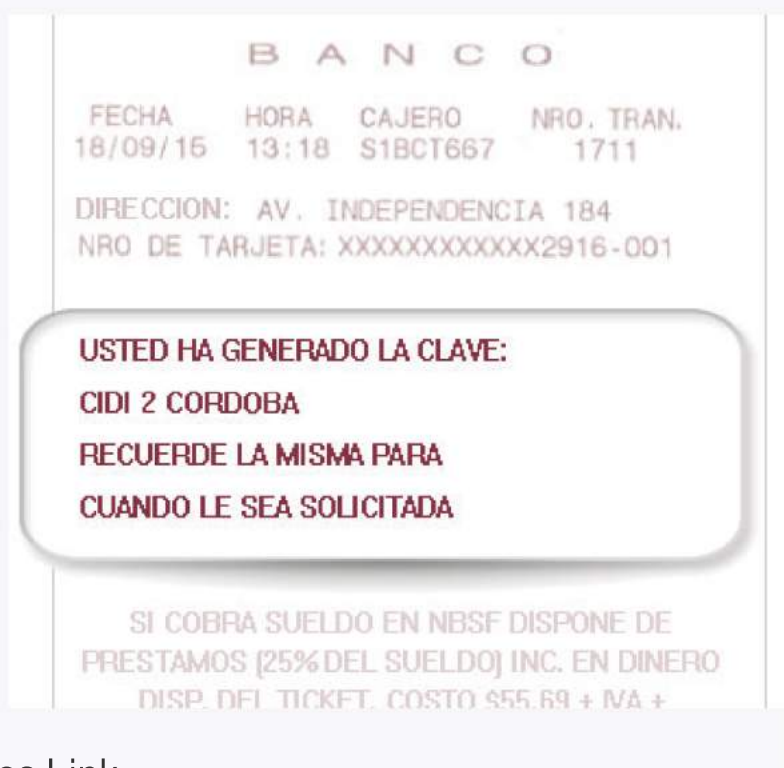 BANCO
FECHA HORA CAJERO NRO. TRAN.
18/09/15 13:18 S1BCT667 1711
DIRECCION: AV. INDEPENDENCIA 184
NRO DE TARJETA: XXXXXXXXXXXX2916-001
USTED HA GENERADO LA CLAVE:
CIDI 2 CORDOBA
RECUERDE LA MISMA PARA
CUANDO LE SEA SOLICITADA
SI COBRA SUELDO EN NBSF DISPONE DE
PRESTAMOS (25% DEL SUELDO) INC. EN DINERO
DISP. DEL TICKET. COSTO $55.69 + IVA +
Link